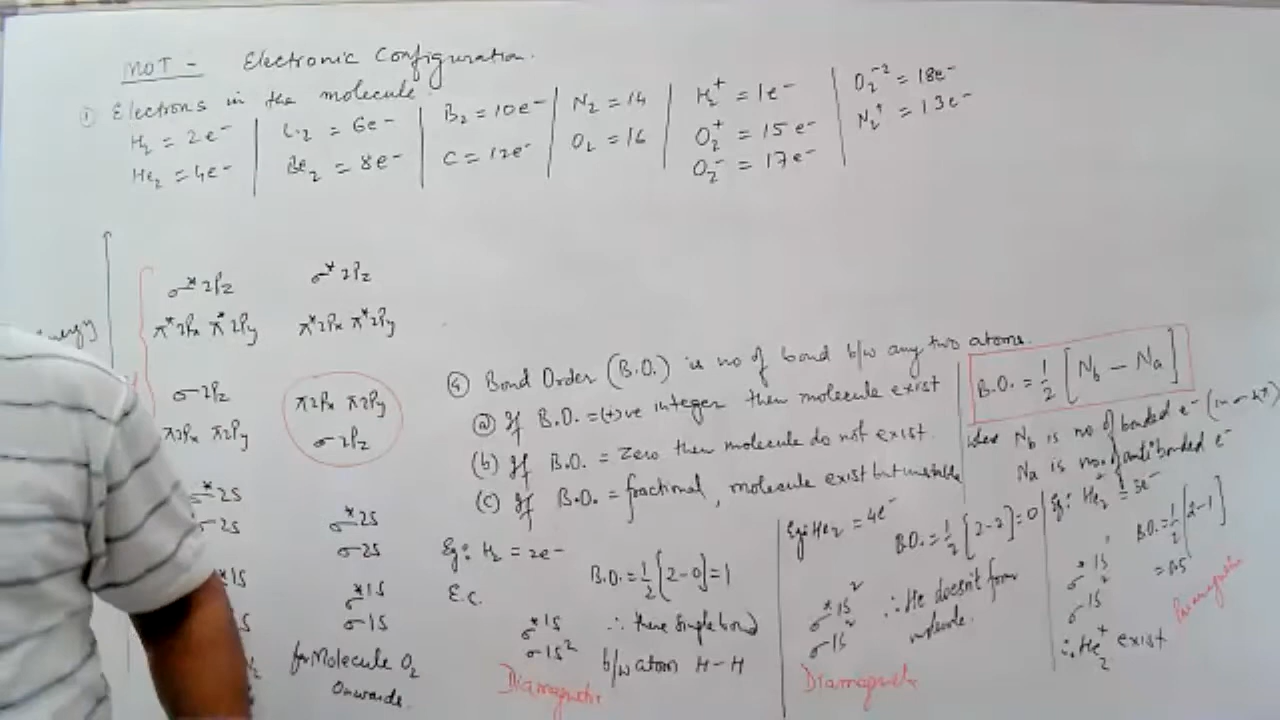 MOT - Electronic Configuration.
① Electrons in the molecule
H₂ = 2e⁻
He₂ = 4e⁻
Li₂ = 6e⁻
Be₂ = 8e⁻
B₂ = 10e⁻
C = 12e⁻
N₂ = 14
O₂ = 16
H₂⁺ = 1e⁻
O₂⁺ = 15e⁻
O₂⁻ = 17e⁻
O₂⁻² = 18e⁻
N₂⁺ = 13e⁻
σ*2Pz
π*2Px π*2Py
σ2Pz
π2Px π2Py
*2S
σ2S
*1S
σ*2Pz
π*2Px π*2Py
π2Px π2Py
σ2Pz
σ*2S
σ2S
σ*1S
σ1S
for Molecule O₂
Onwards.
④ Bond Order (B.O.) is no of bond b/w any two atoms.
(a) If B.O. = (+)ve integer then molecule exist
(b) If B.O. = Zero then molecule do not exist.
(c) If B.O. = fractional, molecule exist but unstable
B.O. = ½ [Nb – Na]
where Nb is no of bonded e⁻
Na is no. of anti bonded e⁻
Eg: H₂ = 2e⁻
B.O. = ½ [2-0] = 1
E.C.
σ*1S
σ1S²
∴ there single bond
b/w atom H-H
Diamagnetic
Eg: He₂ = 4e⁻
B.O. = ½ [2-2] = 0
σ*1S²
σ1S²
∴ He doesn't form
molecule.
Diamagnetic
Eg: He₂⁺ = 3e⁻
B.O. = ½ [2-1]
= 0.5
σ*1S
σ1S²
∴ He₂⁺ exist
Paramagnetic